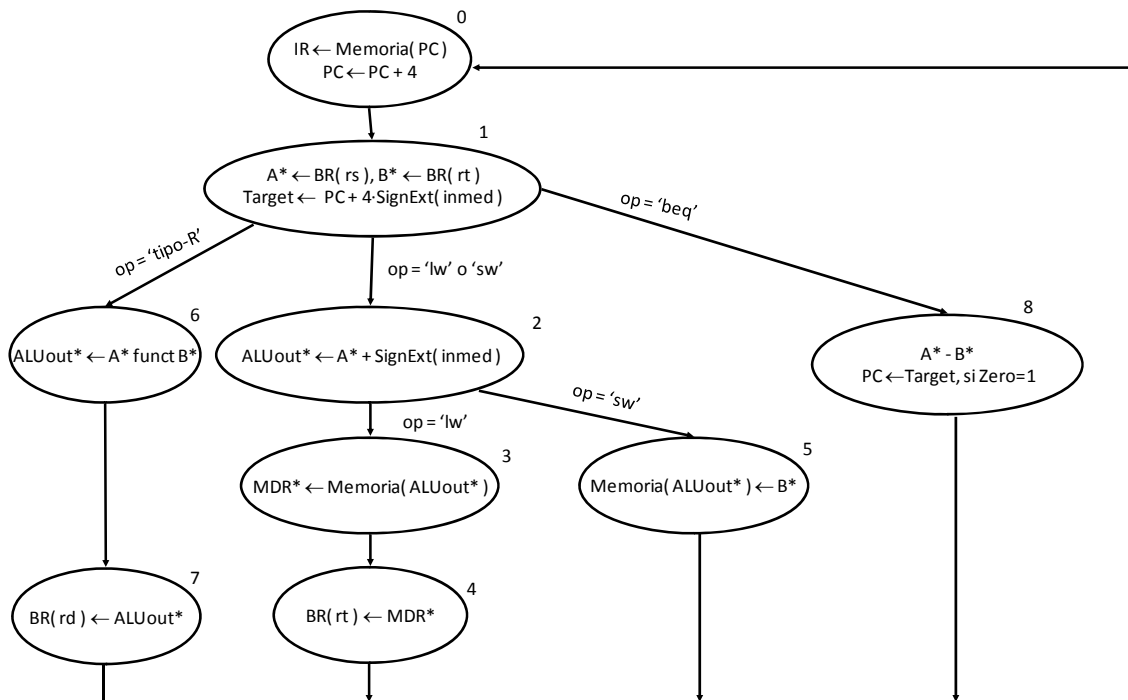 0
IR ← Memoria( PC )
PC ← PC + 4
1
A* ← BR( rs ), B* ← BR( rt )
Target ← PC + 4·SignExt( inmed )
op = 'tipo-R'
op = 'lw' o 'sw'
op = 'beq'
6
ALUout* ← A* funct B*
2
ALUout* ← A* + SignExt( inmed )
8
A* - B*
PC ← Target, si Zero=1
op = 'lw'
op = 'sw'
3
MDR* ← Memoria( ALUout* )
5
Memoria( ALUout* ) ← B*
7
BR( rd ) ← ALUout*
4
BR( rt ) ← MDR*